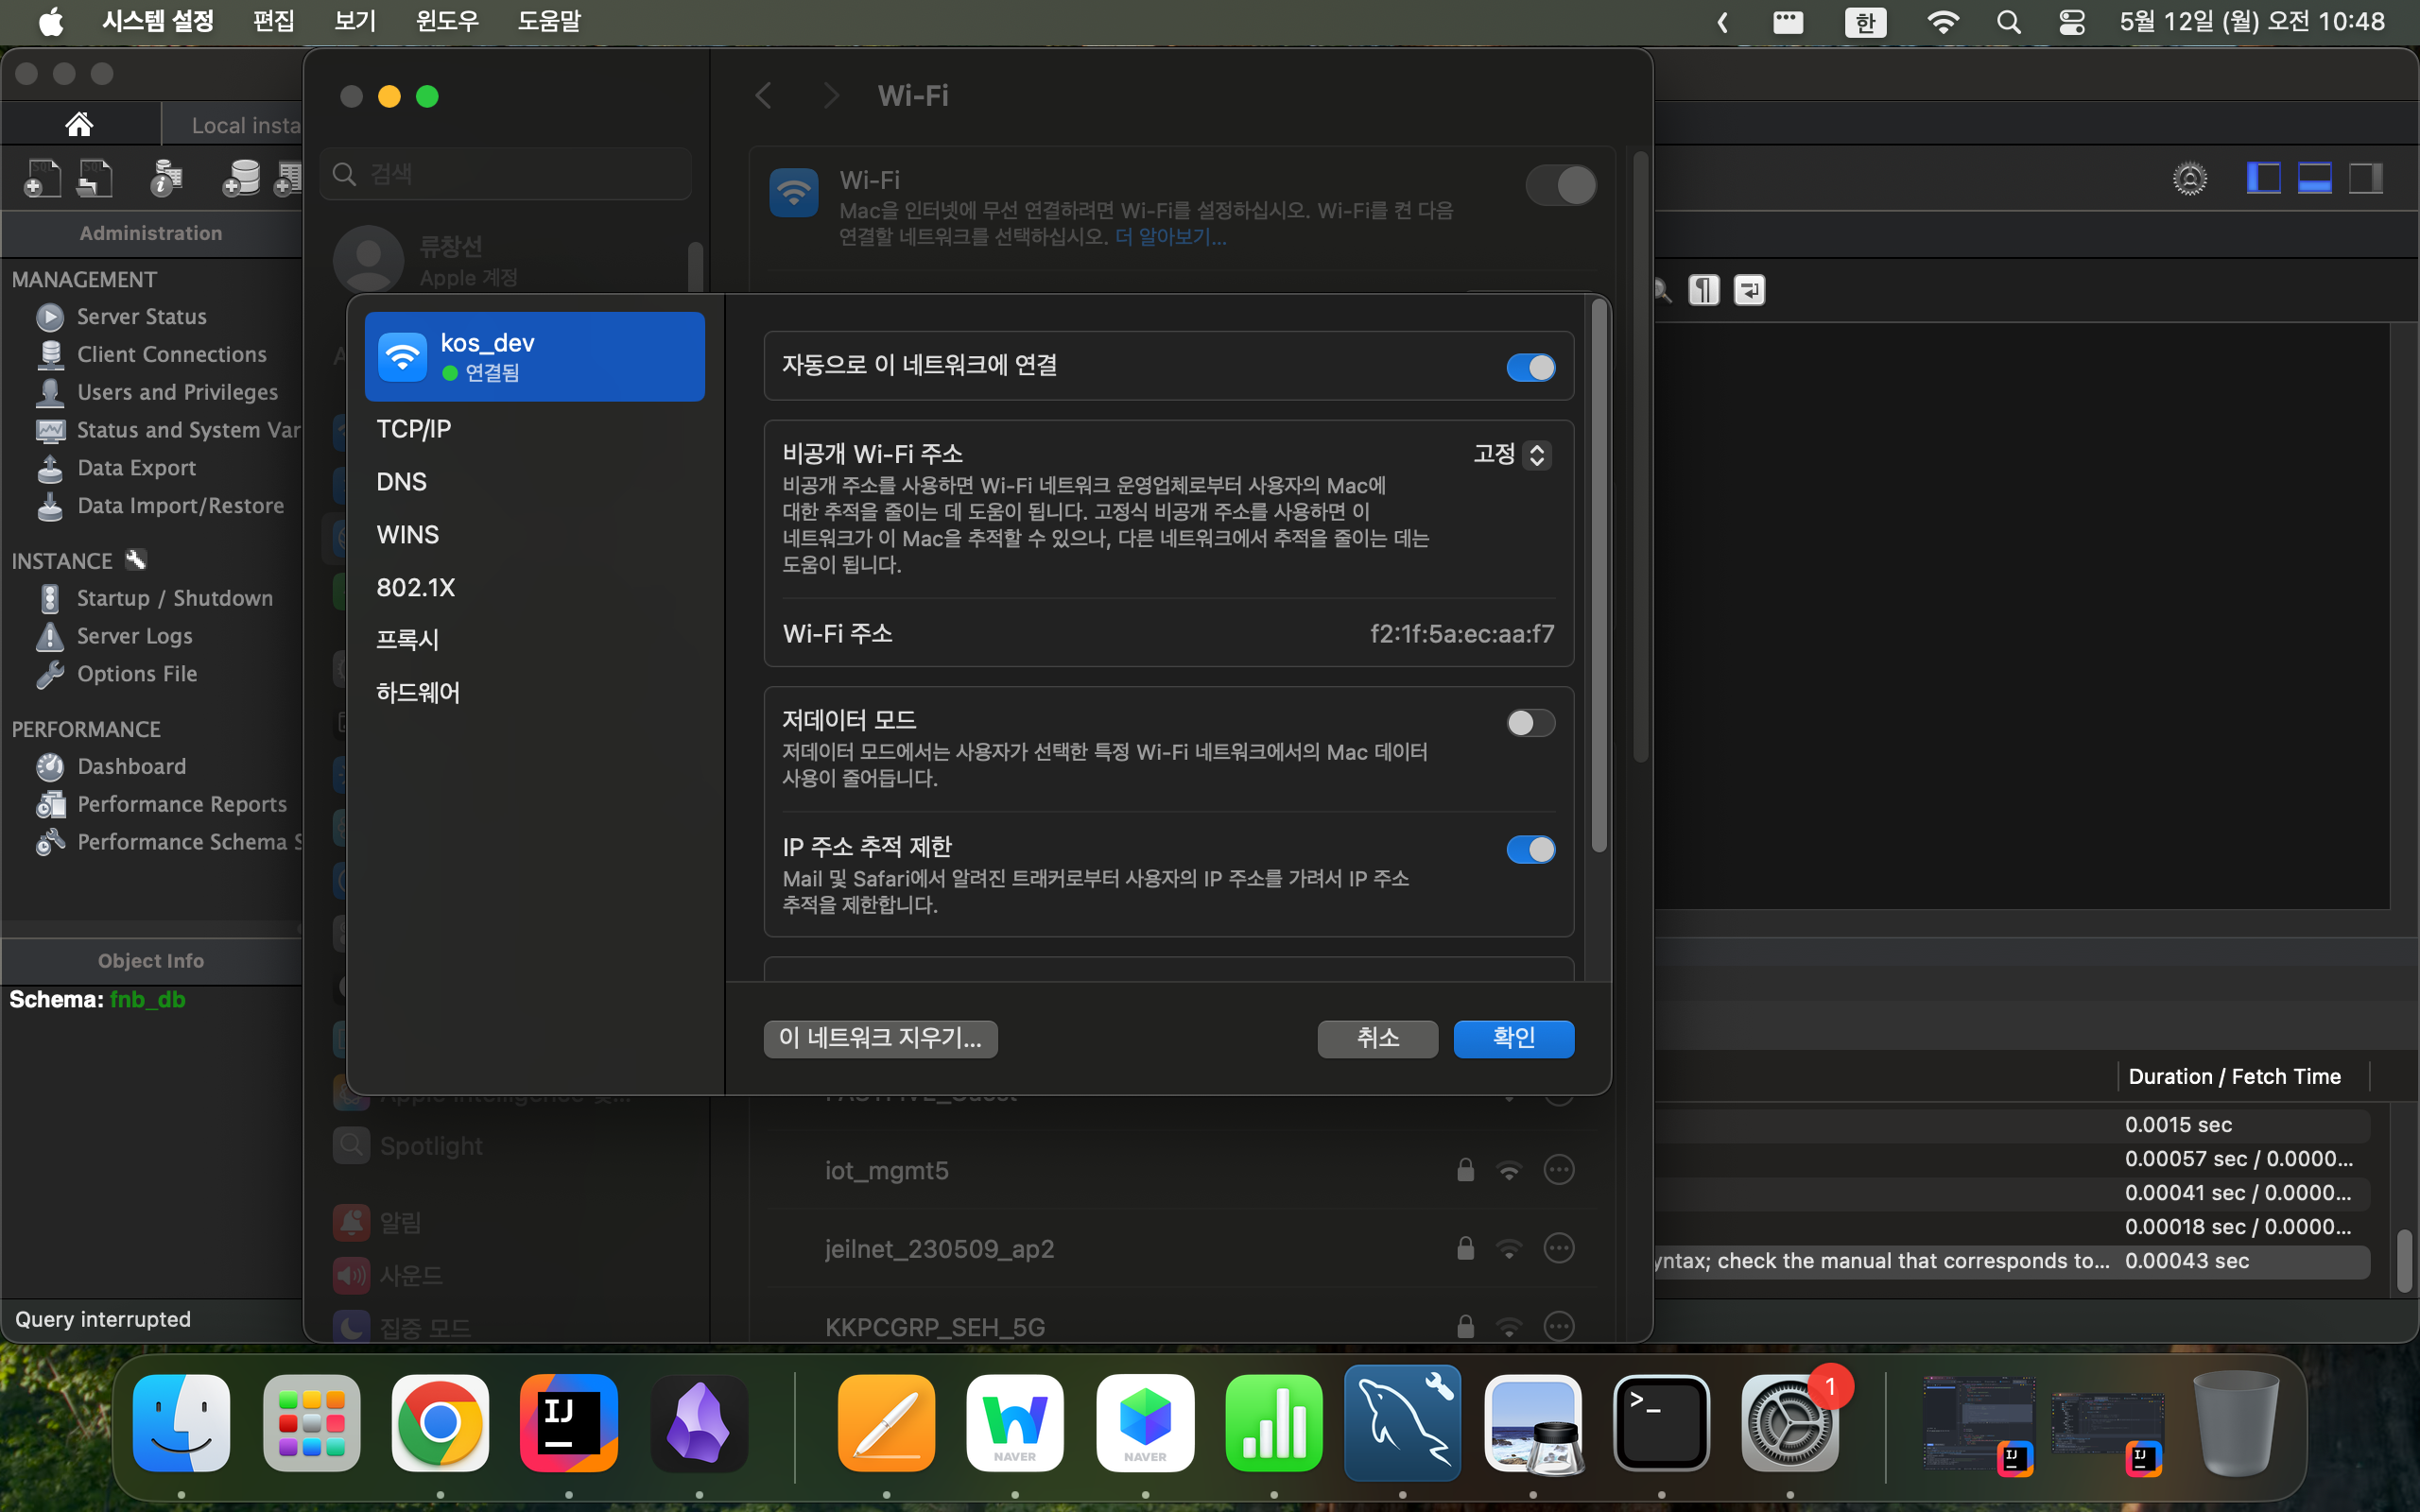 시스템 설정 편집 보기 윈도우 도움말 한 5월 12일 (월) 오전 10:48
Local insta
Administration
MANAGEMENT
Server Status
Client Connections
Users and Privileges
Status and System Var
Data Export
Data Import/Restore
INSTANCE
Startup / Shutdown
Server Logs
Options File
PERFORMANCE
Dashboard
Performance Reports
Performance Schema S
Object Info
Schema: fnb_db
Query interrupted
검색
류창선
Apple 계정
Spotlight
알림
사운드
집중 모드
Wi-Fi
Wi-Fi
Mac을 인터넷에 무선 연결하려면 Wi-Fi를 설정하십시오. Wi-Fi를 켠 다음
연결할 네트워크를 선택하십시오. 더 알아보기...
kos_dev
연결됨
TCP/IP
DNS
WINS
802.1X
프록시
하드웨어
자동으로 이 네트워크에 연결
비공개 Wi-Fi 주소 고정
비공개 주소를 사용하면 Wi-Fi 네트워크 운영업체로부터 사용자의 Mac에
대한 추적을 줄이는 데 도움이 됩니다. 고정식 비공개 주소를 사용하면 이
네트워크가 이 Mac을 추적할 수 있으나, 다른 네트워크에서 추적을 줄이는 데는
도움이 됩니다.
Wi-Fi 주소 f2:1f:5a:ec:aa:f7
저데이터 모드
저데이터 모드에서는 사용자가 선택한 특정 Wi-Fi 네트워크에서의 Mac 데이터
사용이 줄어듭니다.
IP 주소 추적 제한
Mail 및 Safari에서 알려진 트래커로부터 사용자의 IP 주소를 가려서 IP 주소
추적을 제한합니다.
이 네트워크 지우기... 취소 확인
iot_mgmt5
jeilnet_230509_ap2
KKPCGRP_SEH_5G
Duration / Fetch Time
0.0015 sec
0.00057 sec / 0.0000...
0.00041 sec / 0.0000...
0.00018 sec / 0.0000...
yntax; check the manual that corresponds to... 0.00043 sec
IJ
NAVER
NAVER
>_
1
IJ
IJ